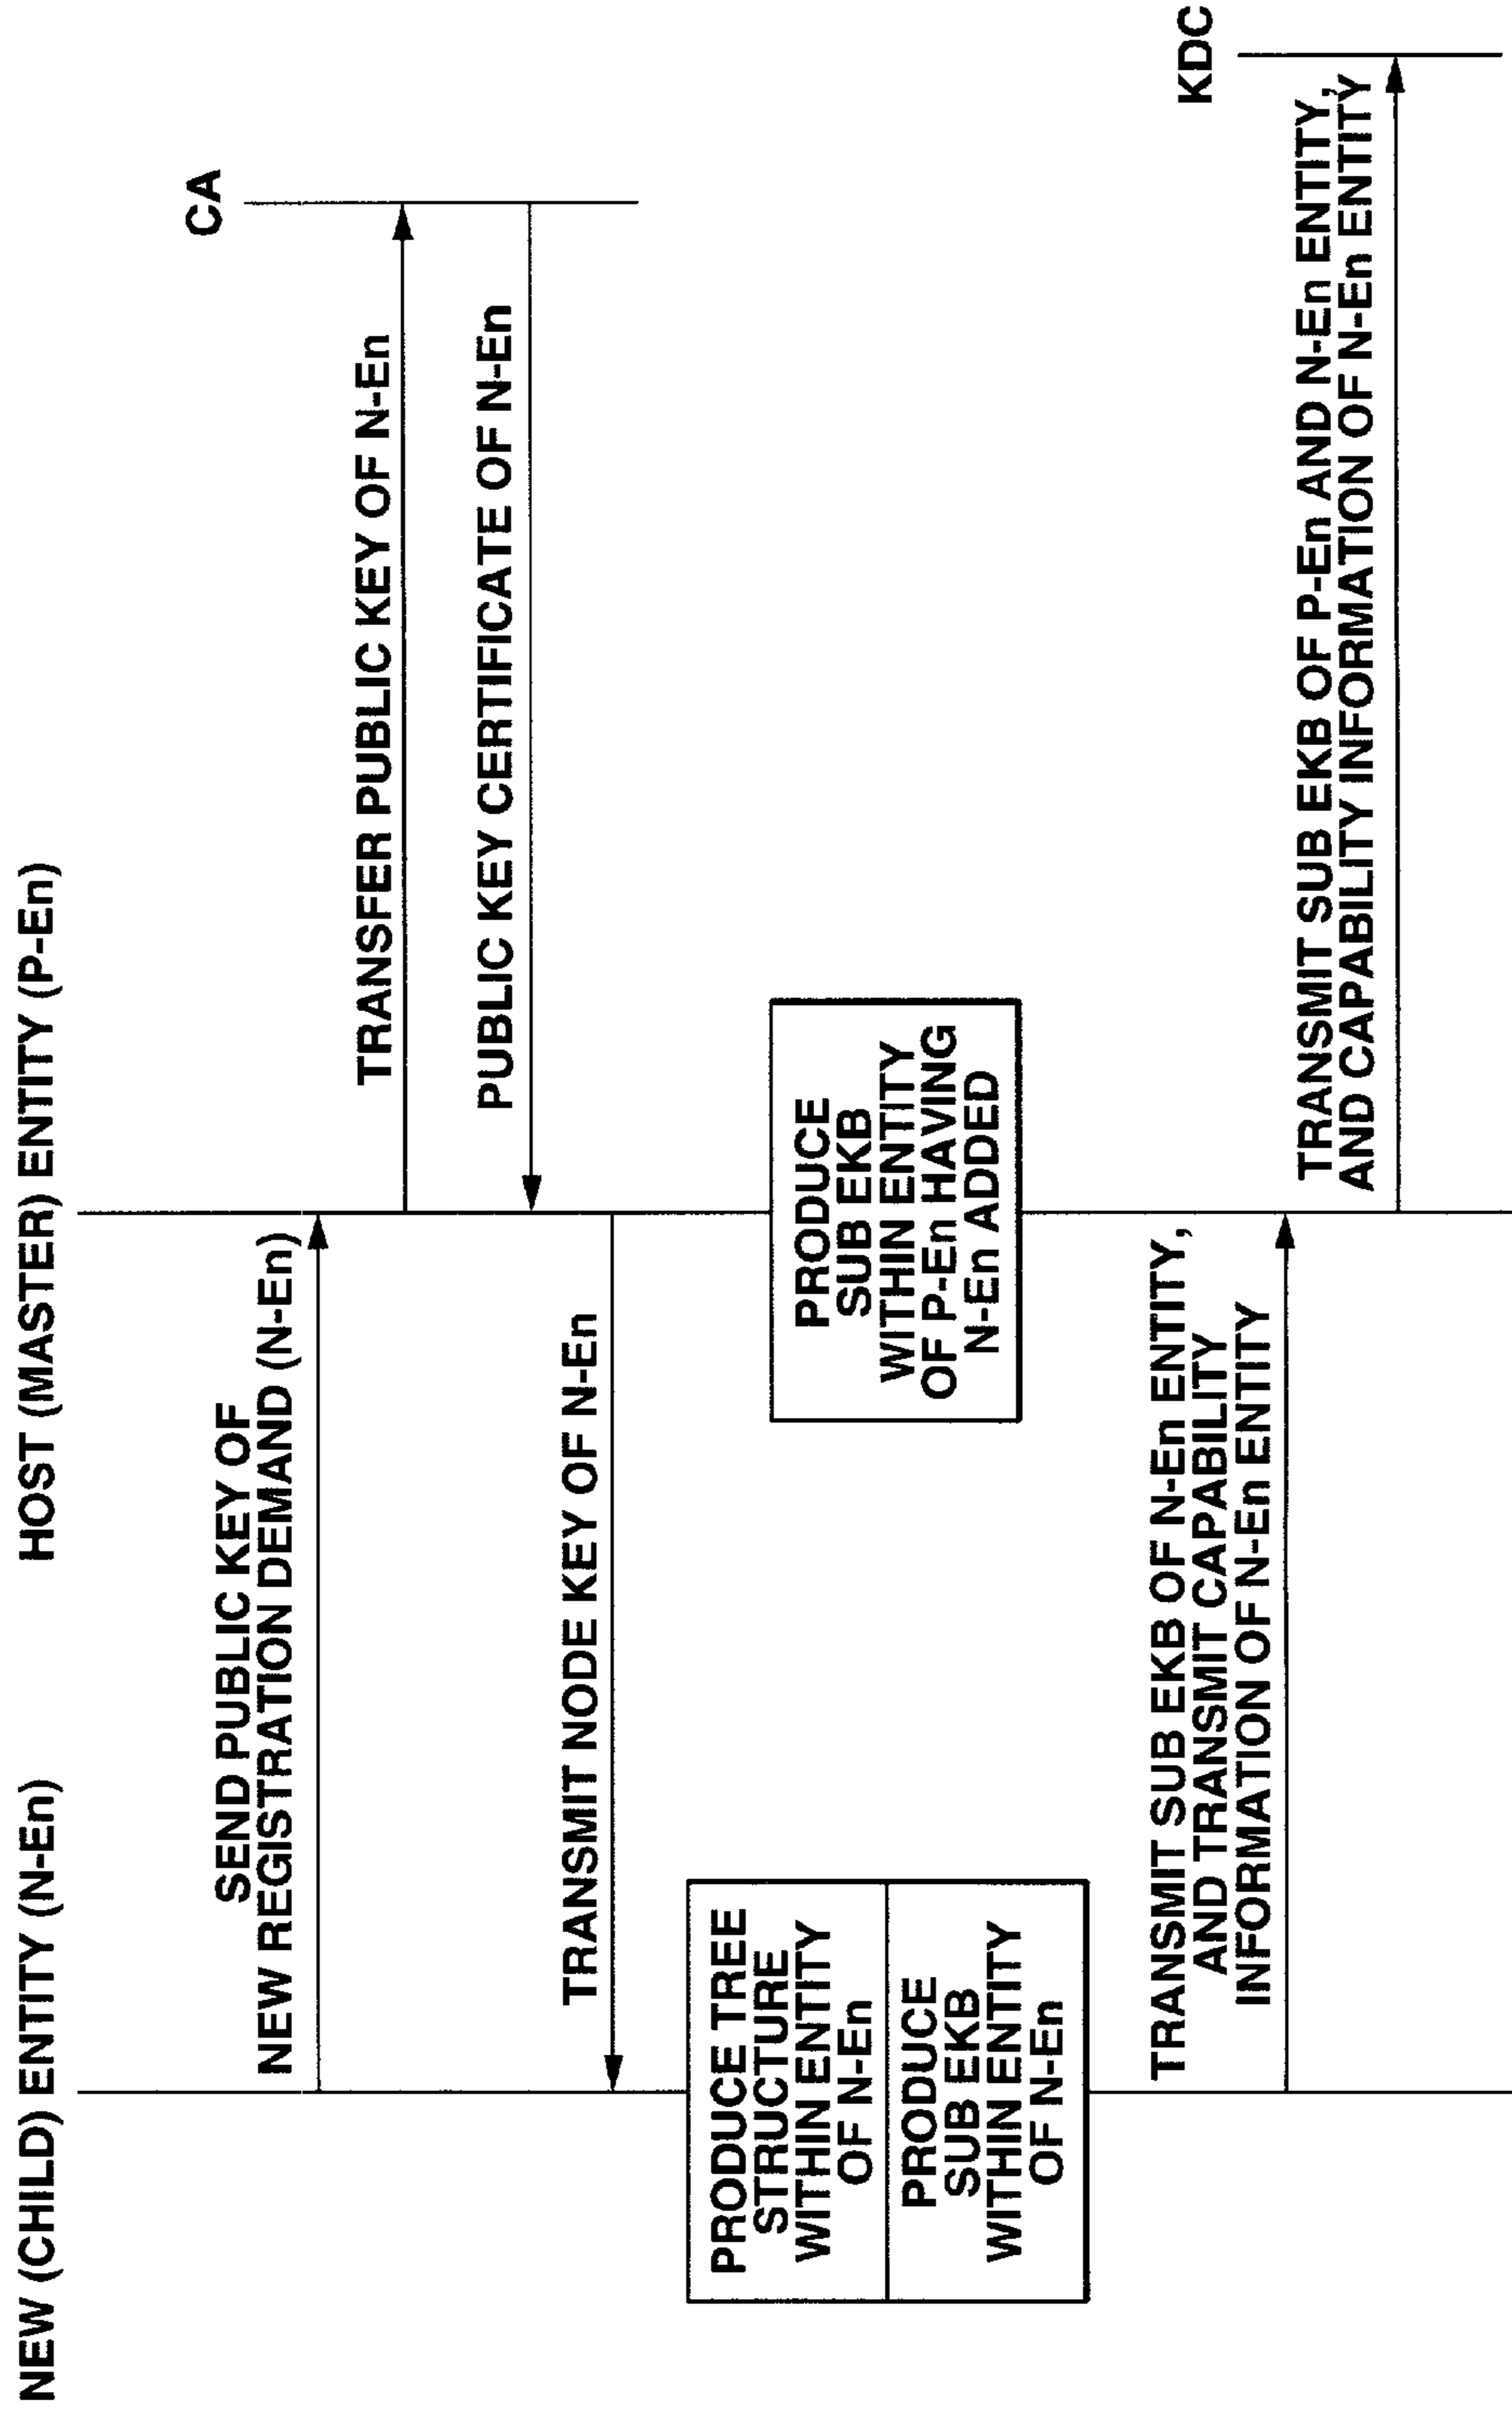 NEW (CHILD) ENTITY (N-En)
HOST (MASTER) ENTITY (P-En)
CA
SEND PUBLIC KEY OF
NEW REGISTRATION DEMAND (N-En)
TRANSFER PUBLIC KEY OF N-En
PUBLIC KEY CERTIFICATE OF N-En
TRANSMIT NODE KEY OF N-En
PRODUCE TREE
STRUCTURE
WITHIN ENTITY
OF N-En
PRODUCE
SUB EKB
WITHIN ENTITY
OF N-En
PRODUCE
SUB EKB
WITHIN ENTITY
OF P-En HAVING
N-En ADDED
TRANSMIT SUB EKB OF N-En ENTITY,
AND TRANSMIT CAPABILITY
INFORMATION OF N-En ENTITY
KDC
TRANSMIT SUB EKB OF P-En AND N-En ENTITY,
AND CAPABILITY INFORMATION OF N-En ENTITY